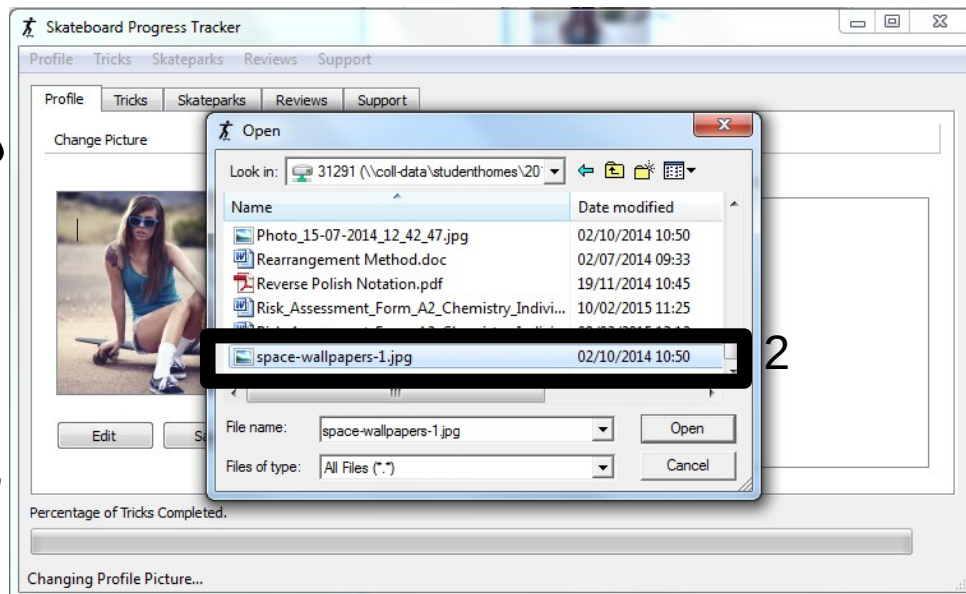 Skateboard Progress Tracker
Profile Tricks Skateparks Reviews Support
Profile Tricks Skateparks Reviews Support
Change Picture
Open
Look in: 31291 (\\coll-data\studenthomes\20
Name Date modified
Photo_15-07-2014_12_42_47.jpg 02/10/2014 10:50
Rearrangement Method.doc 02/07/2014 09:33
Reverse Polish Notation.pdf 19/11/2014 10:45
Risk_Assessment_Form_A2_Chemistry_Indivi... 10/02/2015 11:25
space-wallpapers-1.jpg 02/10/2014 10:50
2
File name: space-wallpapers-1.jpg Open
Files of type: All Files (*.*) Cancel
Edit
Percentage of Tricks Completed.
Changing Profile Picture...